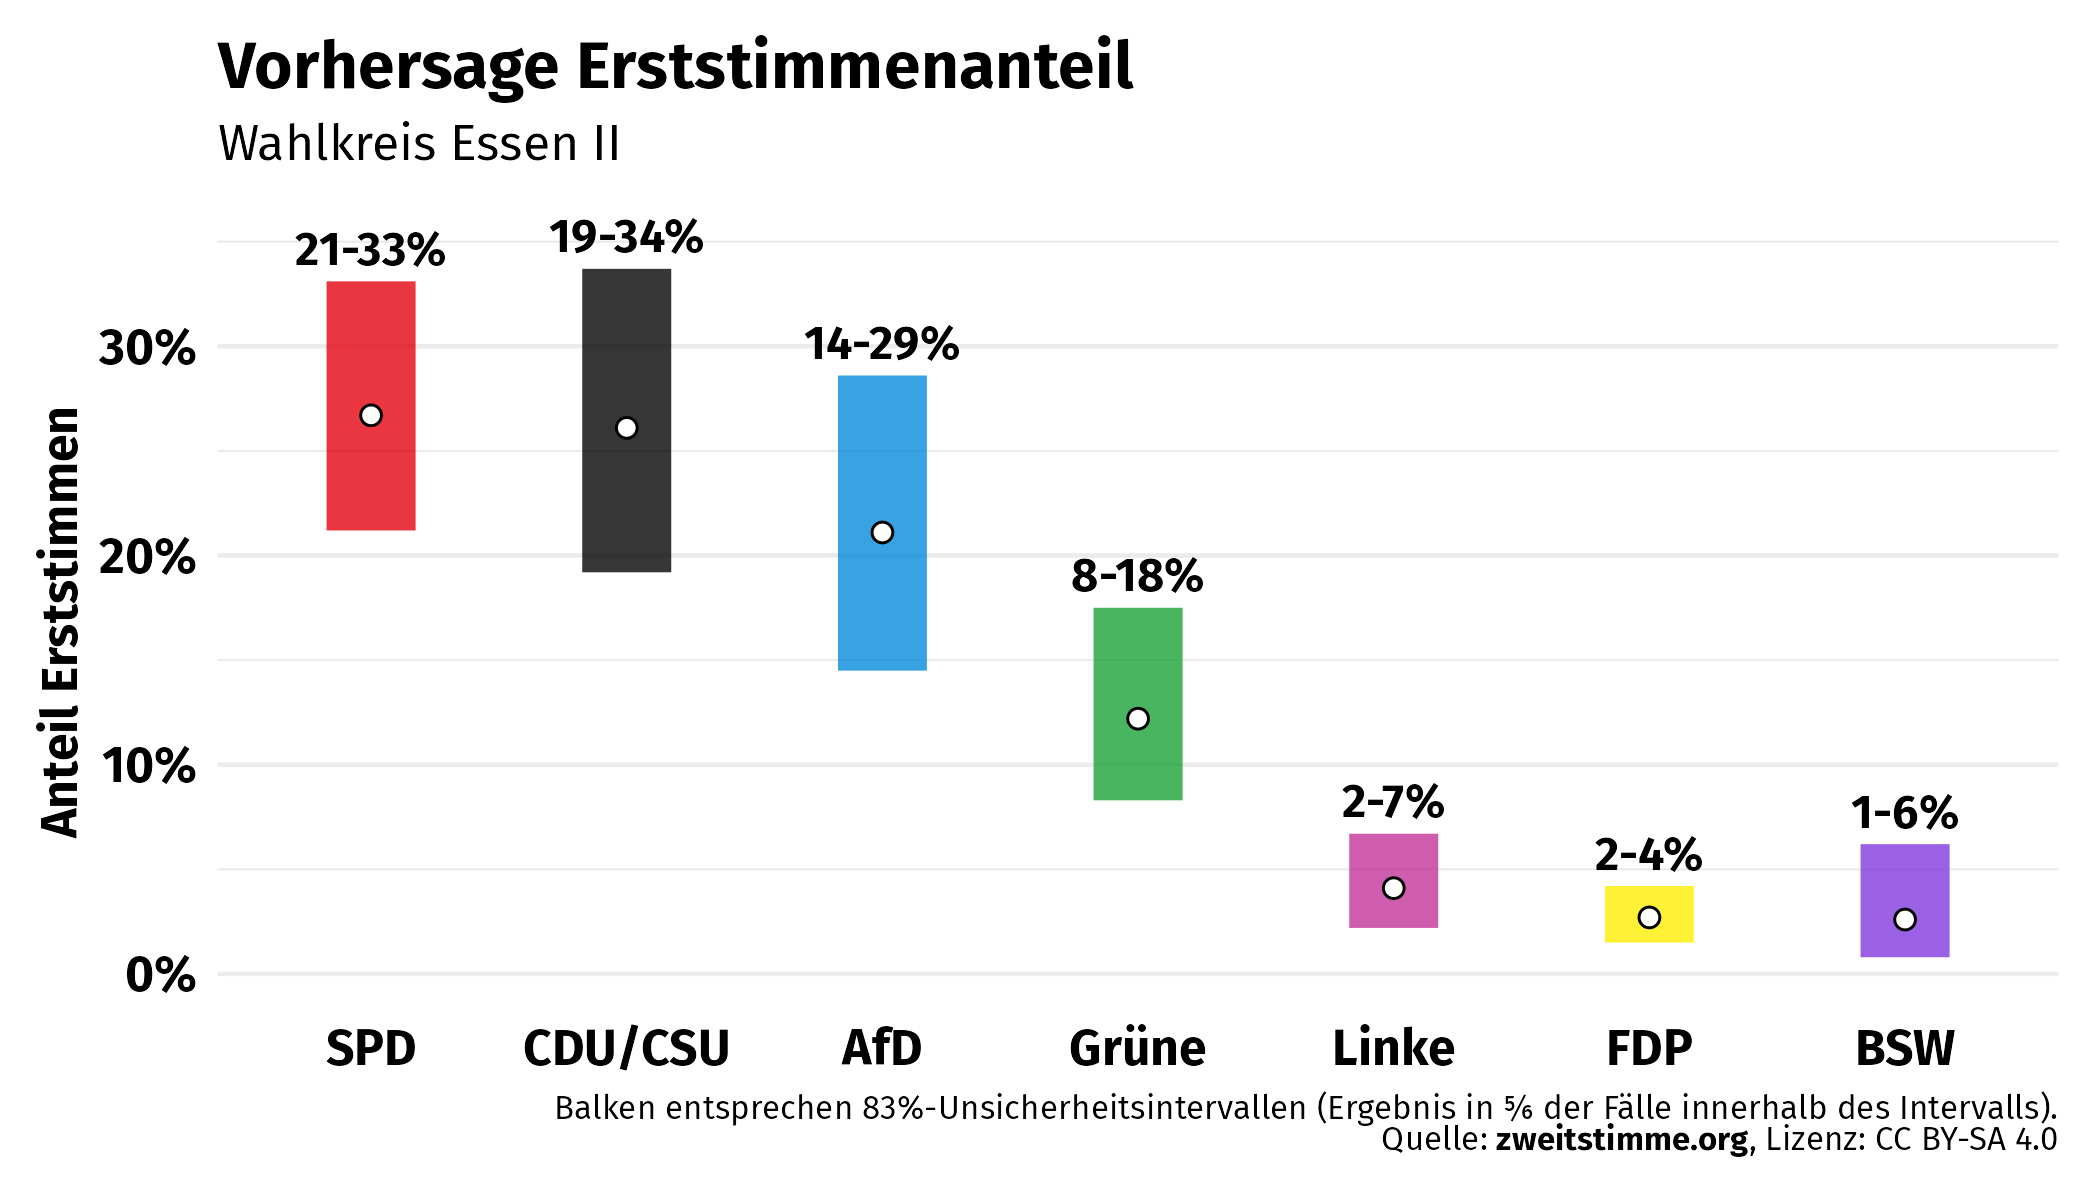 Vorhersage Erststimmenanteil
Wahlkreis Essen II
21-33%
19-34%
14-29%
8-18%
2-7%
2-4%
1-6%
Anteil Erststimmen
30%
20%
10%
0%
SPD
CDU/CSU
AfD
Grüne
Linke
FDP
BSW
Balken entsprechen 83%-Unsicherheitsintervallen (Ergebnis in ⅚ der Fälle innerhalb des Intervalls).
Quelle: zweitstimme.org, Lizenz: CC BY-SA 4.0